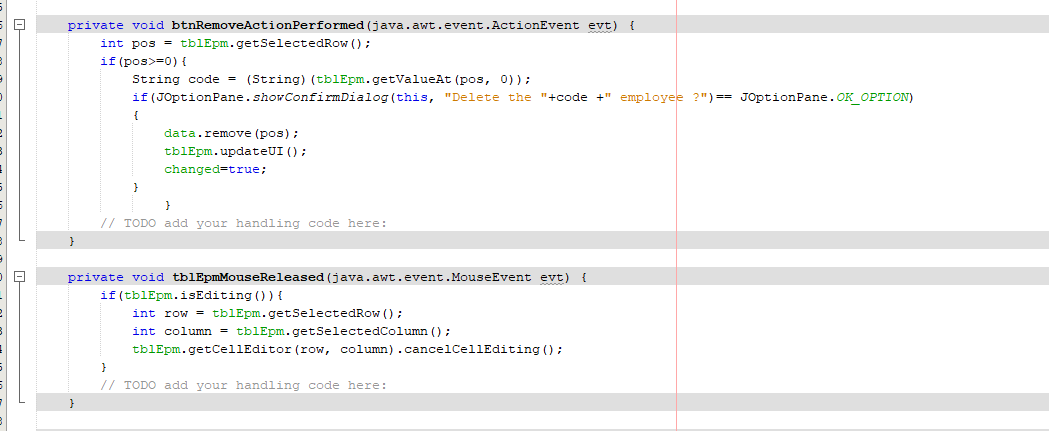 private void btnRemoveActionPerformed(java.awt.event.ActionEvent evt) {
int pos = tblEpm.getSelectedRow();
if(pos>=0){
String code = (String)(tblEpm.getValueAt(pos, 0));
if(JOptionPane.showConfirmDialog(this, "Delete the "+code +" employee ?")== JOptionPane.OK_OPTION)
{
data.remove(pos);
tblEpm.updateUI();
changed=true;
}
}
// TODO add your handling code here:
}
private void tblEpmMouseReleased(java.awt.event.MouseEvent evt) {
if(tblEpm.isEditing()){
int row = tblEpm.getSelectedRow();
int column = tblEpm.getSelectedColumn();
tblEpm.getCellEditor(row, column).cancelCellEditing();
}
// TODO add your handling code here:
}